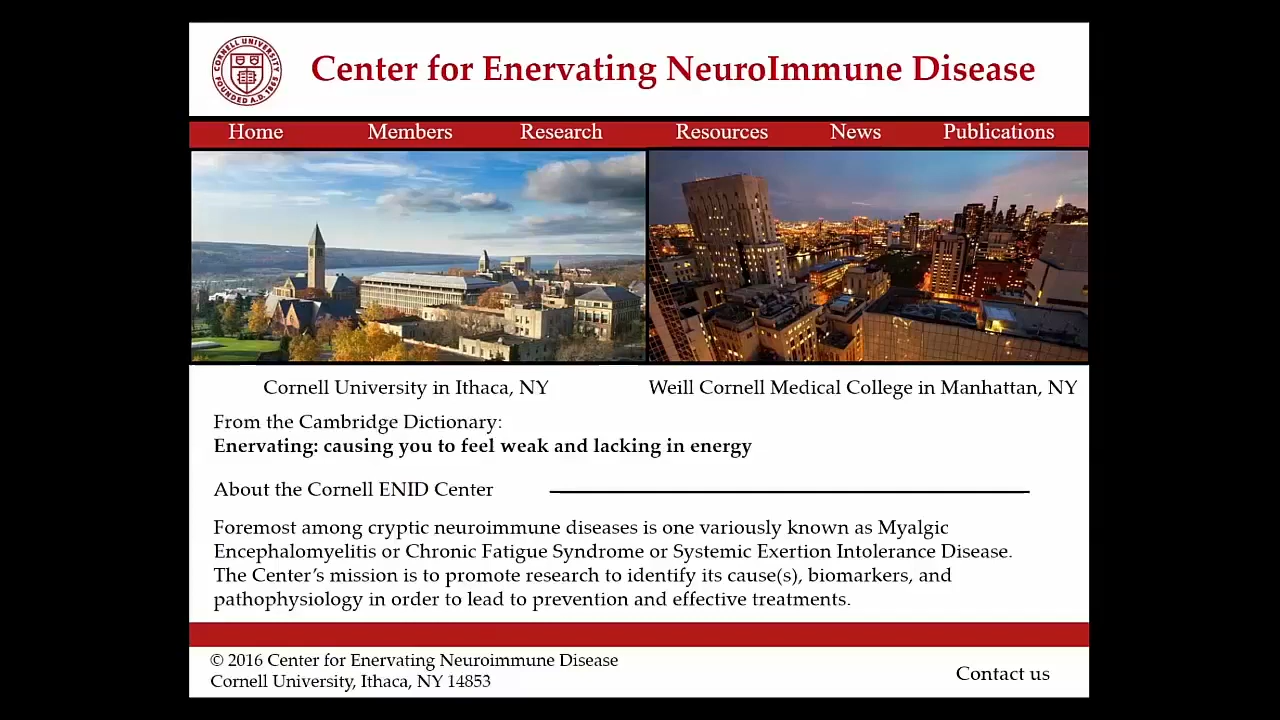 CORNELL UNIVERSITY
FOUNDED A.D. 1865
Center for Enervating NeuroImmune Disease
Home Members Research Resources News Publications
Cornell University in Ithaca, NY
Weill Cornell Medical College in Manhattan, NY
From the Cambridge Dictionary:
Enervating: causing you to feel weak and lacking in energy
About the Cornell ENID Center
Foremost among cryptic neuroimmune diseases is one variously known as Myalgic
Encephalomyelitis or Chronic Fatigue Syndrome or Systemic Exertion Intolerance Disease.
The Center’s mission is to promote research to identify its cause(s), biomarkers, and
pathophysiology in order to lead to prevention and effective treatments.
© 2016 Center for Enervating Neuroimmune Disease
Cornell University, Ithaca, NY 14853
Contact us